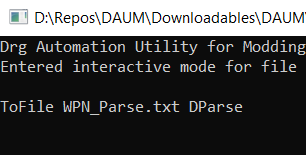 D:\Repos\DAUM\Downloadables\DAUM
Drg Automation Utility for Modding
Entered interactive mode for file
ToFile WPN_Parse.txt DParse